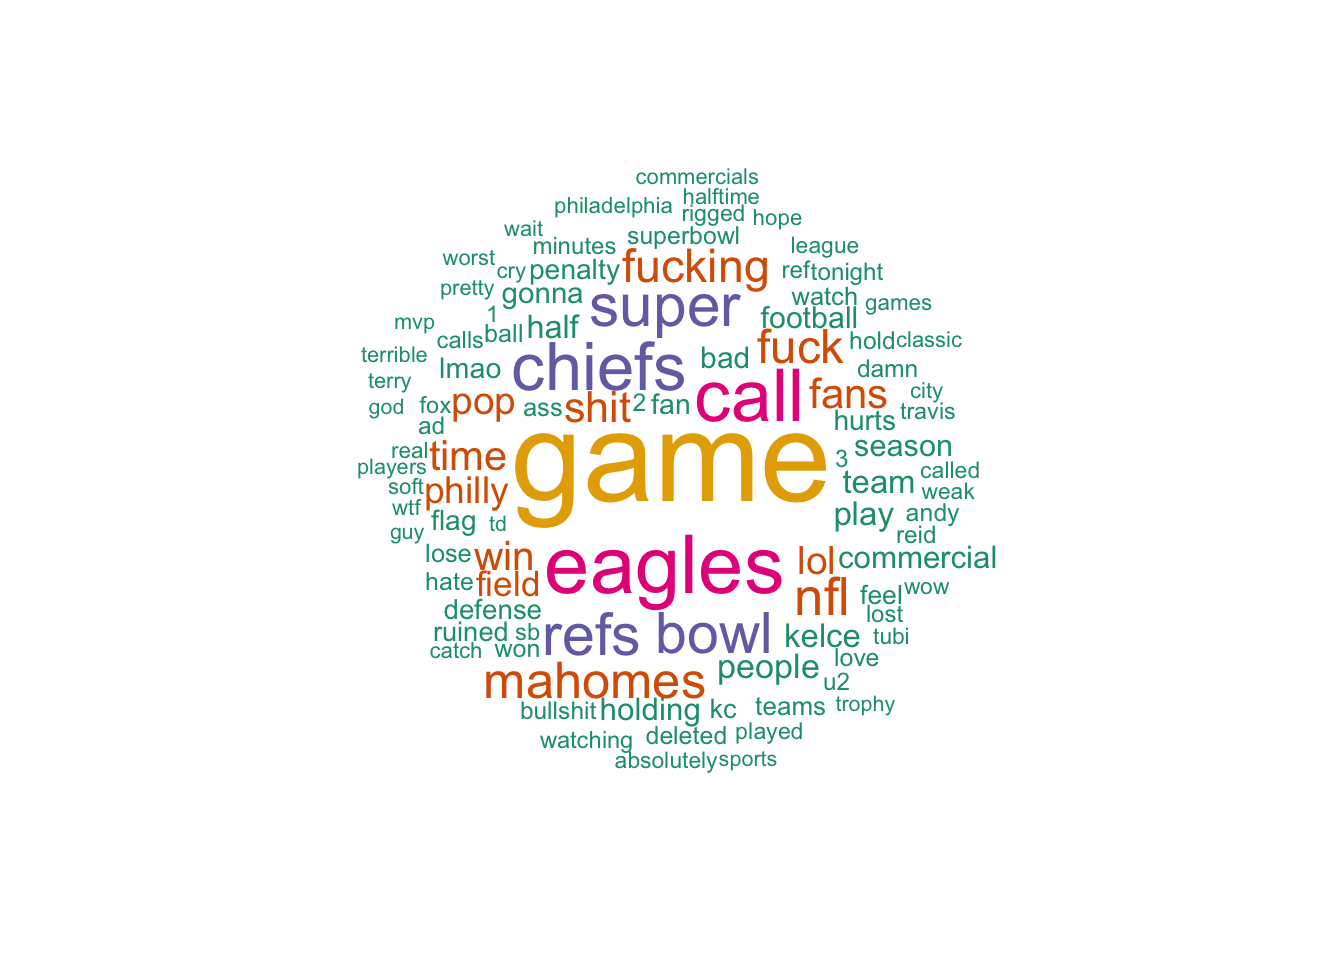 commercials
halftime
philadelphia rigged hope
wait superbowl
minutes league
worst fucking
cry penalty ref tonight
pretty gonna super watch games
1 football
mvp half
calls ball fuck hold classic
terrible lmao chiefs bad damn
terry call fans city
god fox pop ass shit 2 fan travis
ad hurts
game
real time 3 season
players called
soft philly team weak
wtf flag td play andy
guy reid
lose win eagles lol commercial
hate field nfl feel wow
defense lost
ruined sb refs bowl kelce tubi
catch won love
mahomes people u2
bullshit holding kc teams trophy
watching deleted played
absolutely sports